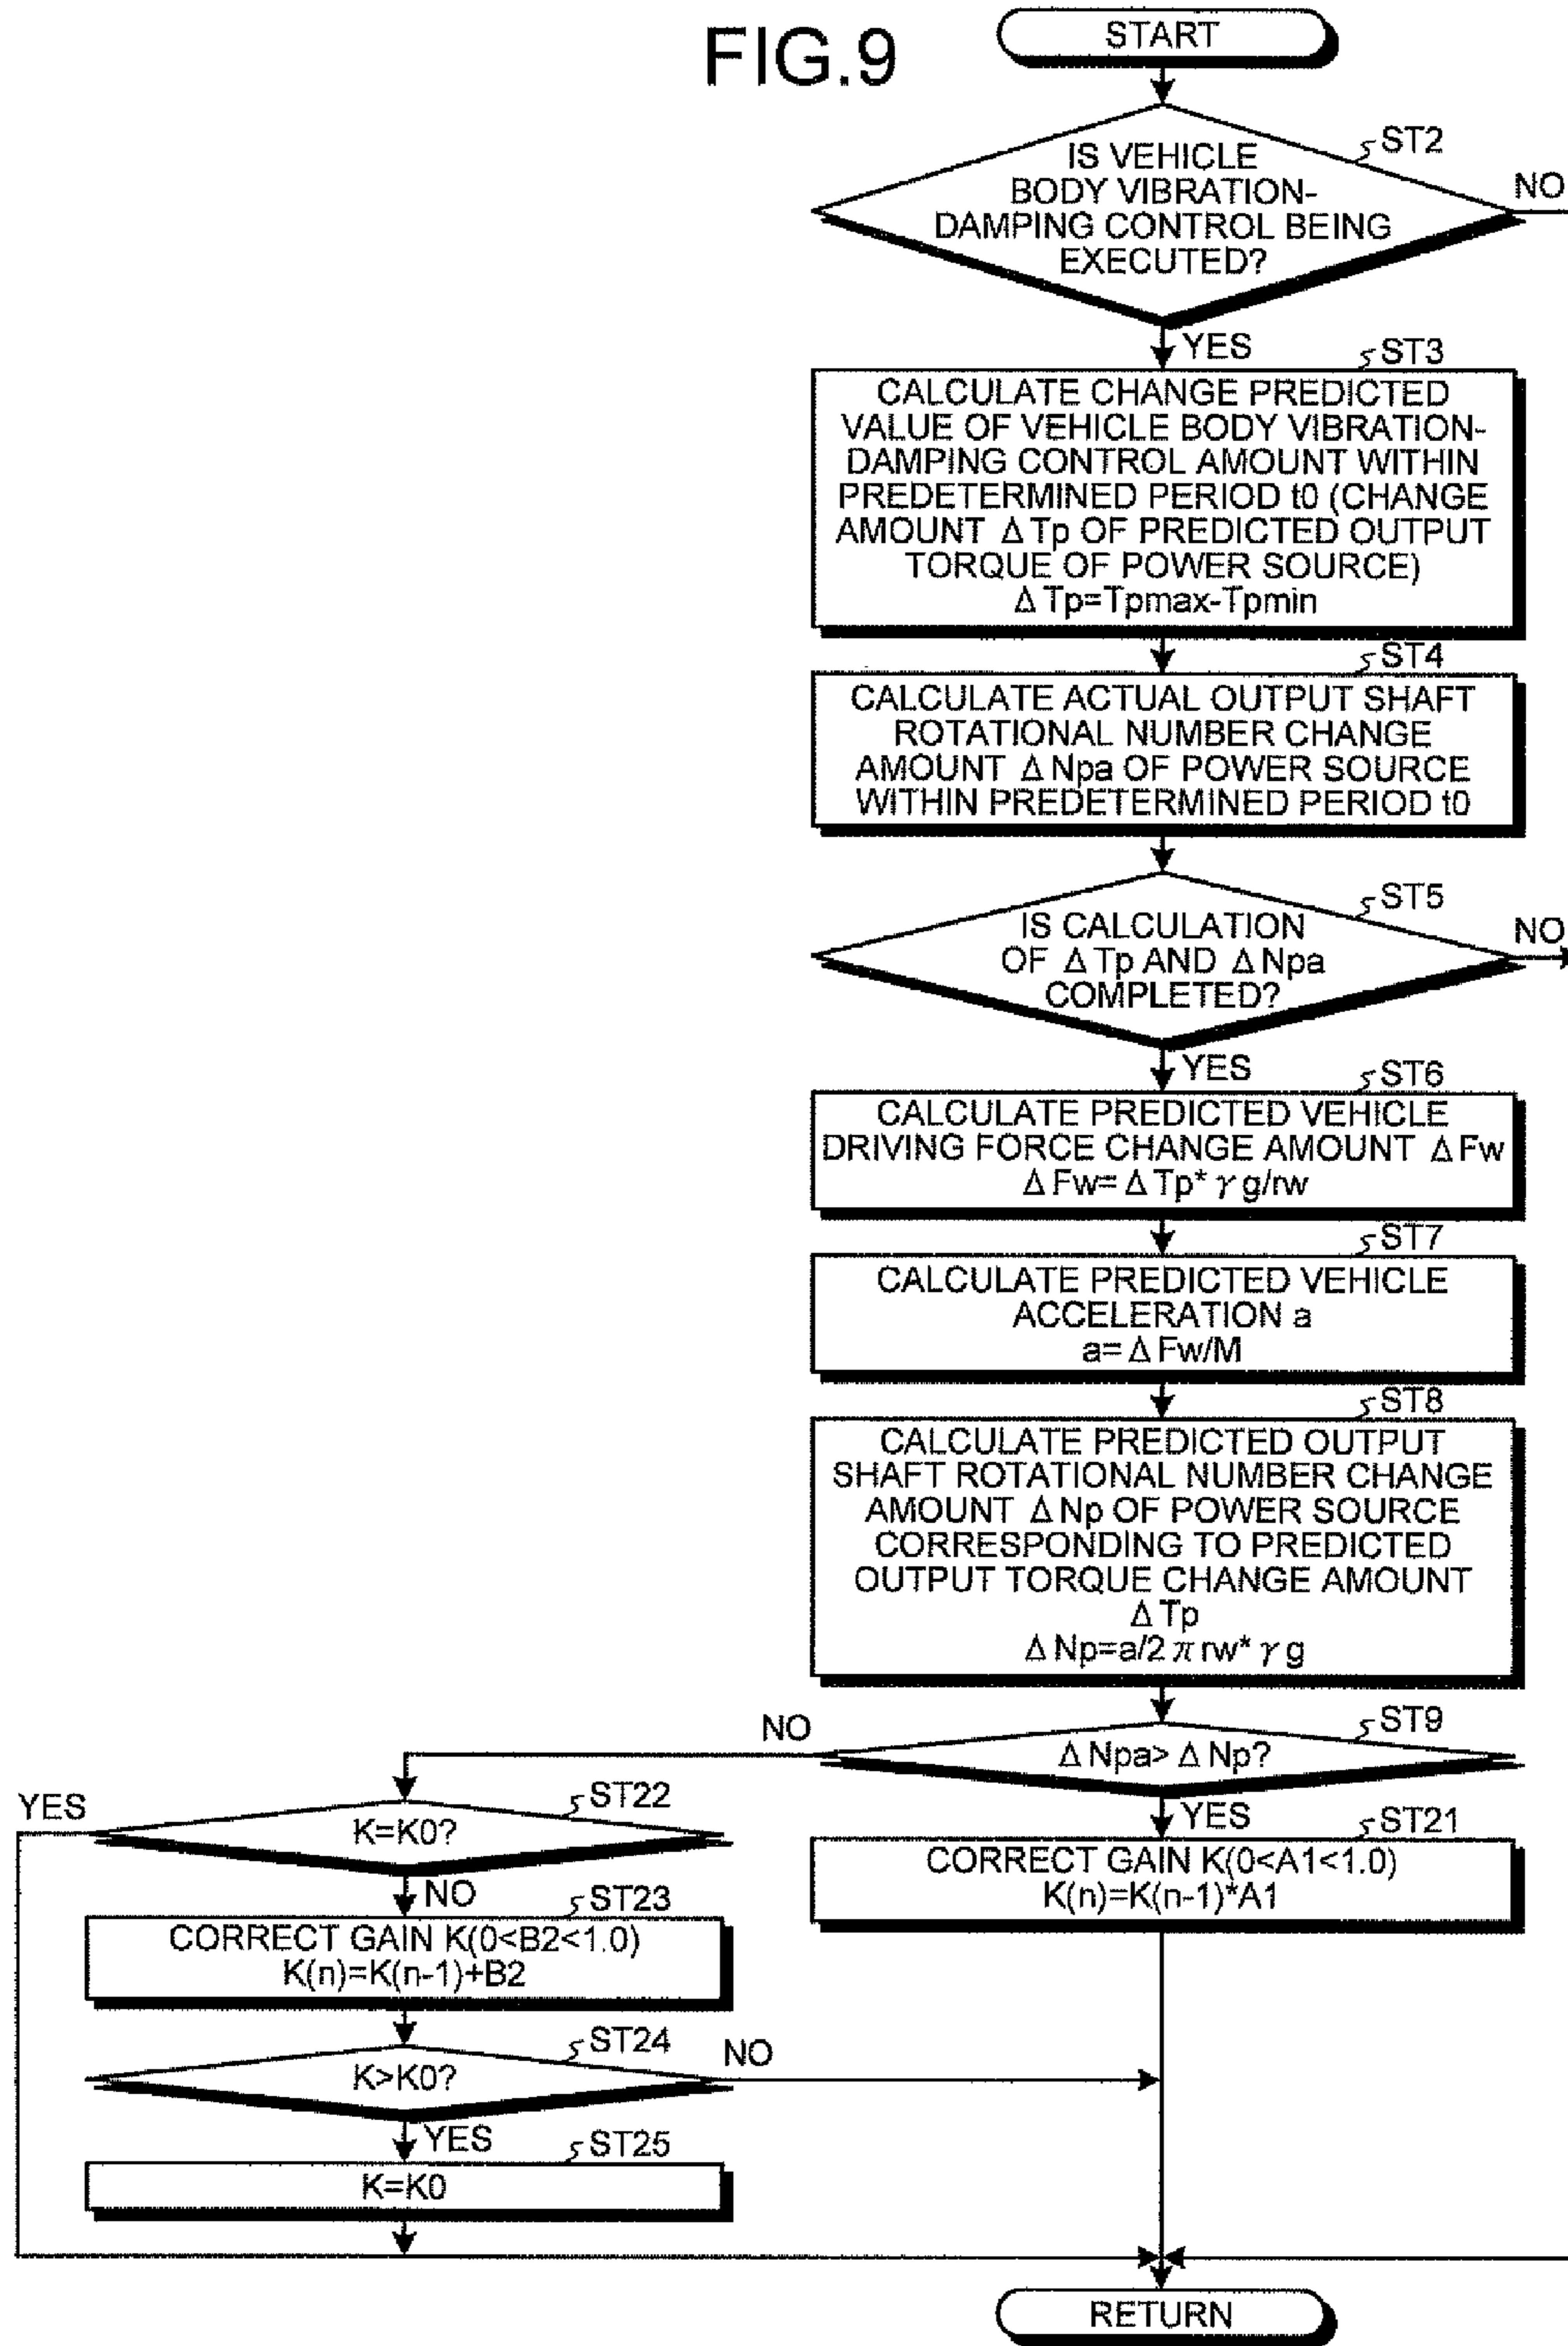 FIG.9
START
ST2
IS VEHICLE
BODY VIBRATION-
DAMPING CONTROL BEING
EXECUTED?
NO
YES
ST3
CALCULATE CHANGE PREDICTED
VALUE OF VEHICLE BODY VIBRATION-
DAMPING CONTROL AMOUNT WITHIN
PREDETERMINED PERIOD t0 (CHANGE
AMOUNT ΔTp OF PREDICTED OUTPUT
TORQUE OF POWER SOURCE)
ΔTp=Tpmax-Tpmin
ST4
CALCULATE ACTUAL OUTPUT SHAFT
ROTATIONAL NUMBER CHANGE
AMOUNT ΔNpa OF POWER SOURCE
WITHIN PREDETERMINED PERIOD t0
ST5
IS CALCULATION
OF ΔTp AND ΔNpa
COMPLETED?
NO
YES
ST6
CALCULATE PREDICTED VEHICLE
DRIVING FORCE CHANGE AMOUNT ΔFw
ΔFw=ΔTp*γg/rw
ST7
CALCULATE PREDICTED VEHICLE
ACCELERATION a
a=ΔFw/M
ST8
CALCULATE PREDICTED OUTPUT
SHAFT ROTATIONAL NUMBER CHANGE
AMOUNT ΔNp OF POWER SOURCE
CORRESPONDING TO PREDICTED
OUTPUT TORQUE CHANGE AMOUNT
ΔTp
ΔNp=a/2πrw*γg
ST9
ΔNpa>ΔNp?
NO
YES
ST22
K=K0?
YES
NO
ST21
CORRECT GAIN K(0<A1<1.0)
K(n)=K(n-1)*A1
ST23
CORRECT GAIN K(0<B2<1.0)
K(n)=K(n-1)+B2
ST24
K>K0?
NO
YES
ST25
K=K0
RETURN